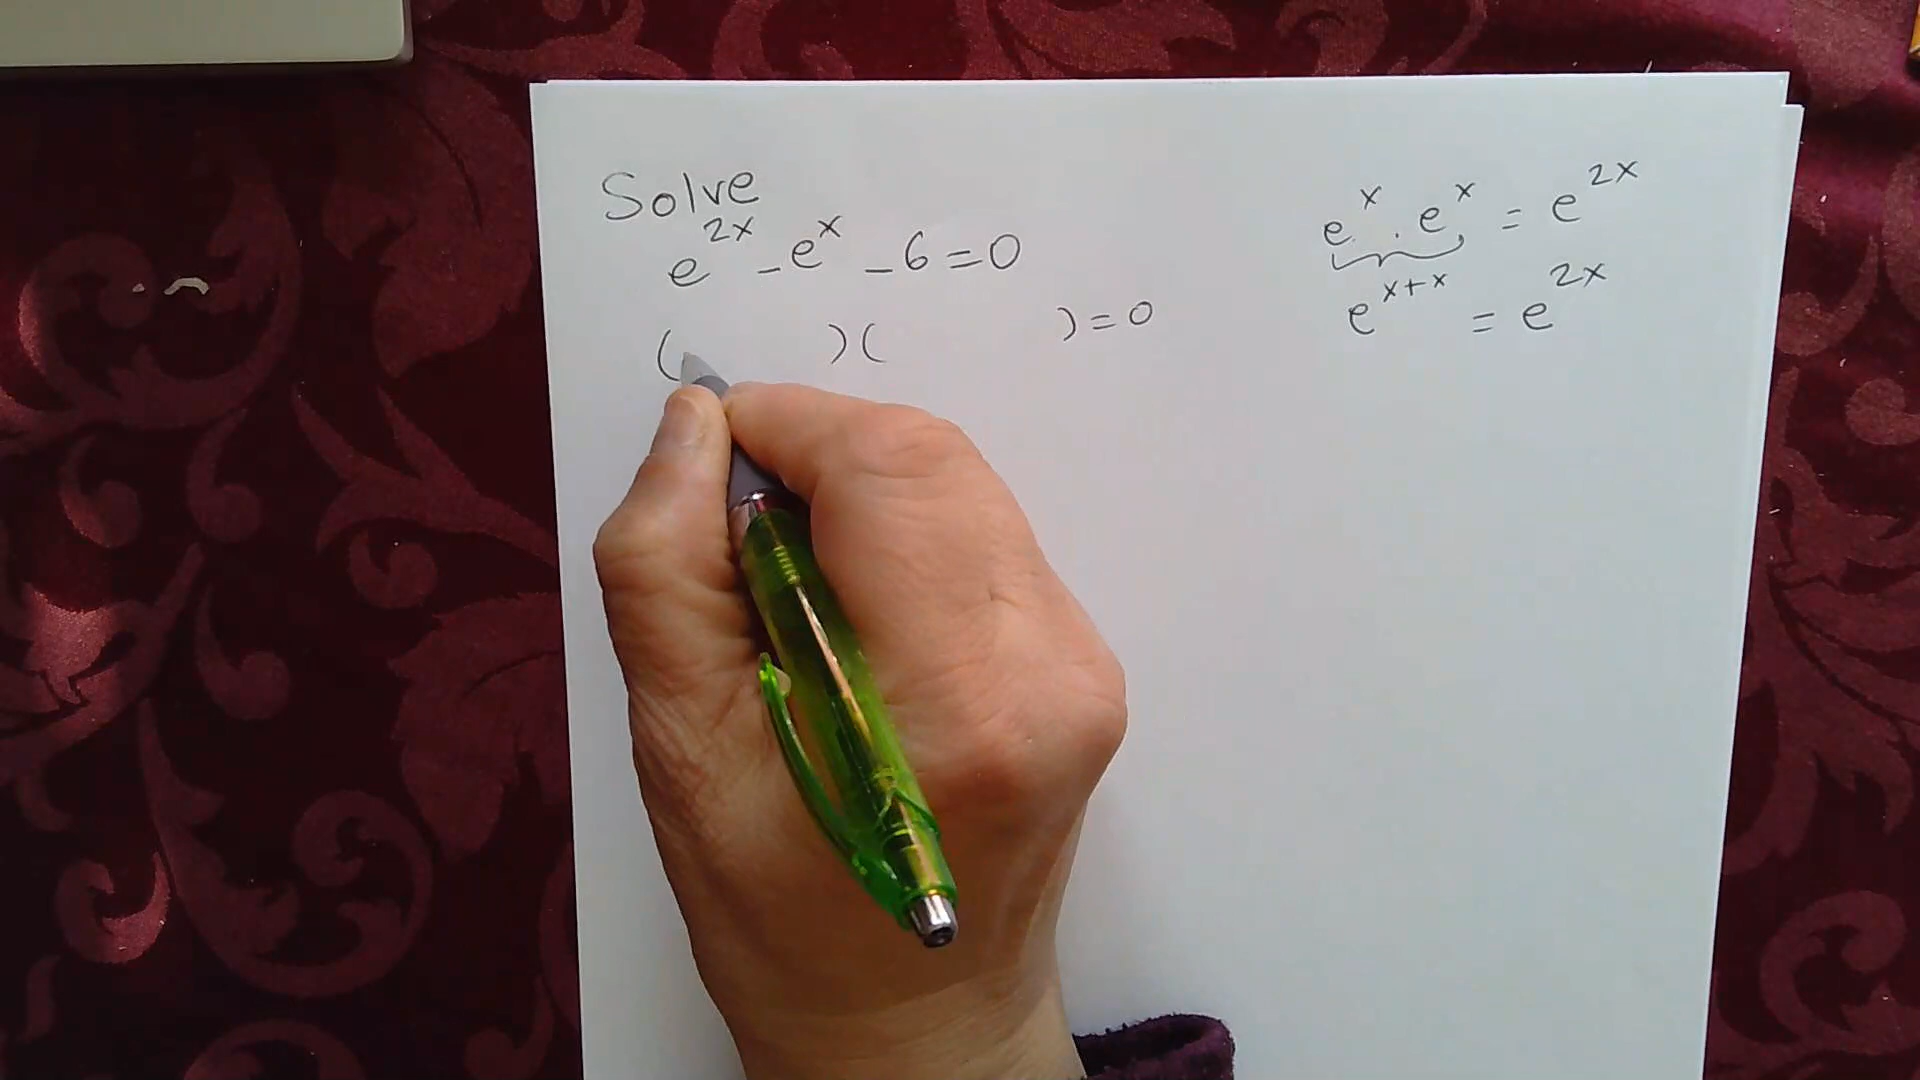 Solve
e^{2x} - e^x - 6 = 0
( )( ) = 0
e^x · e^x = e^{2x}
e^{x+x} = e^{2x}